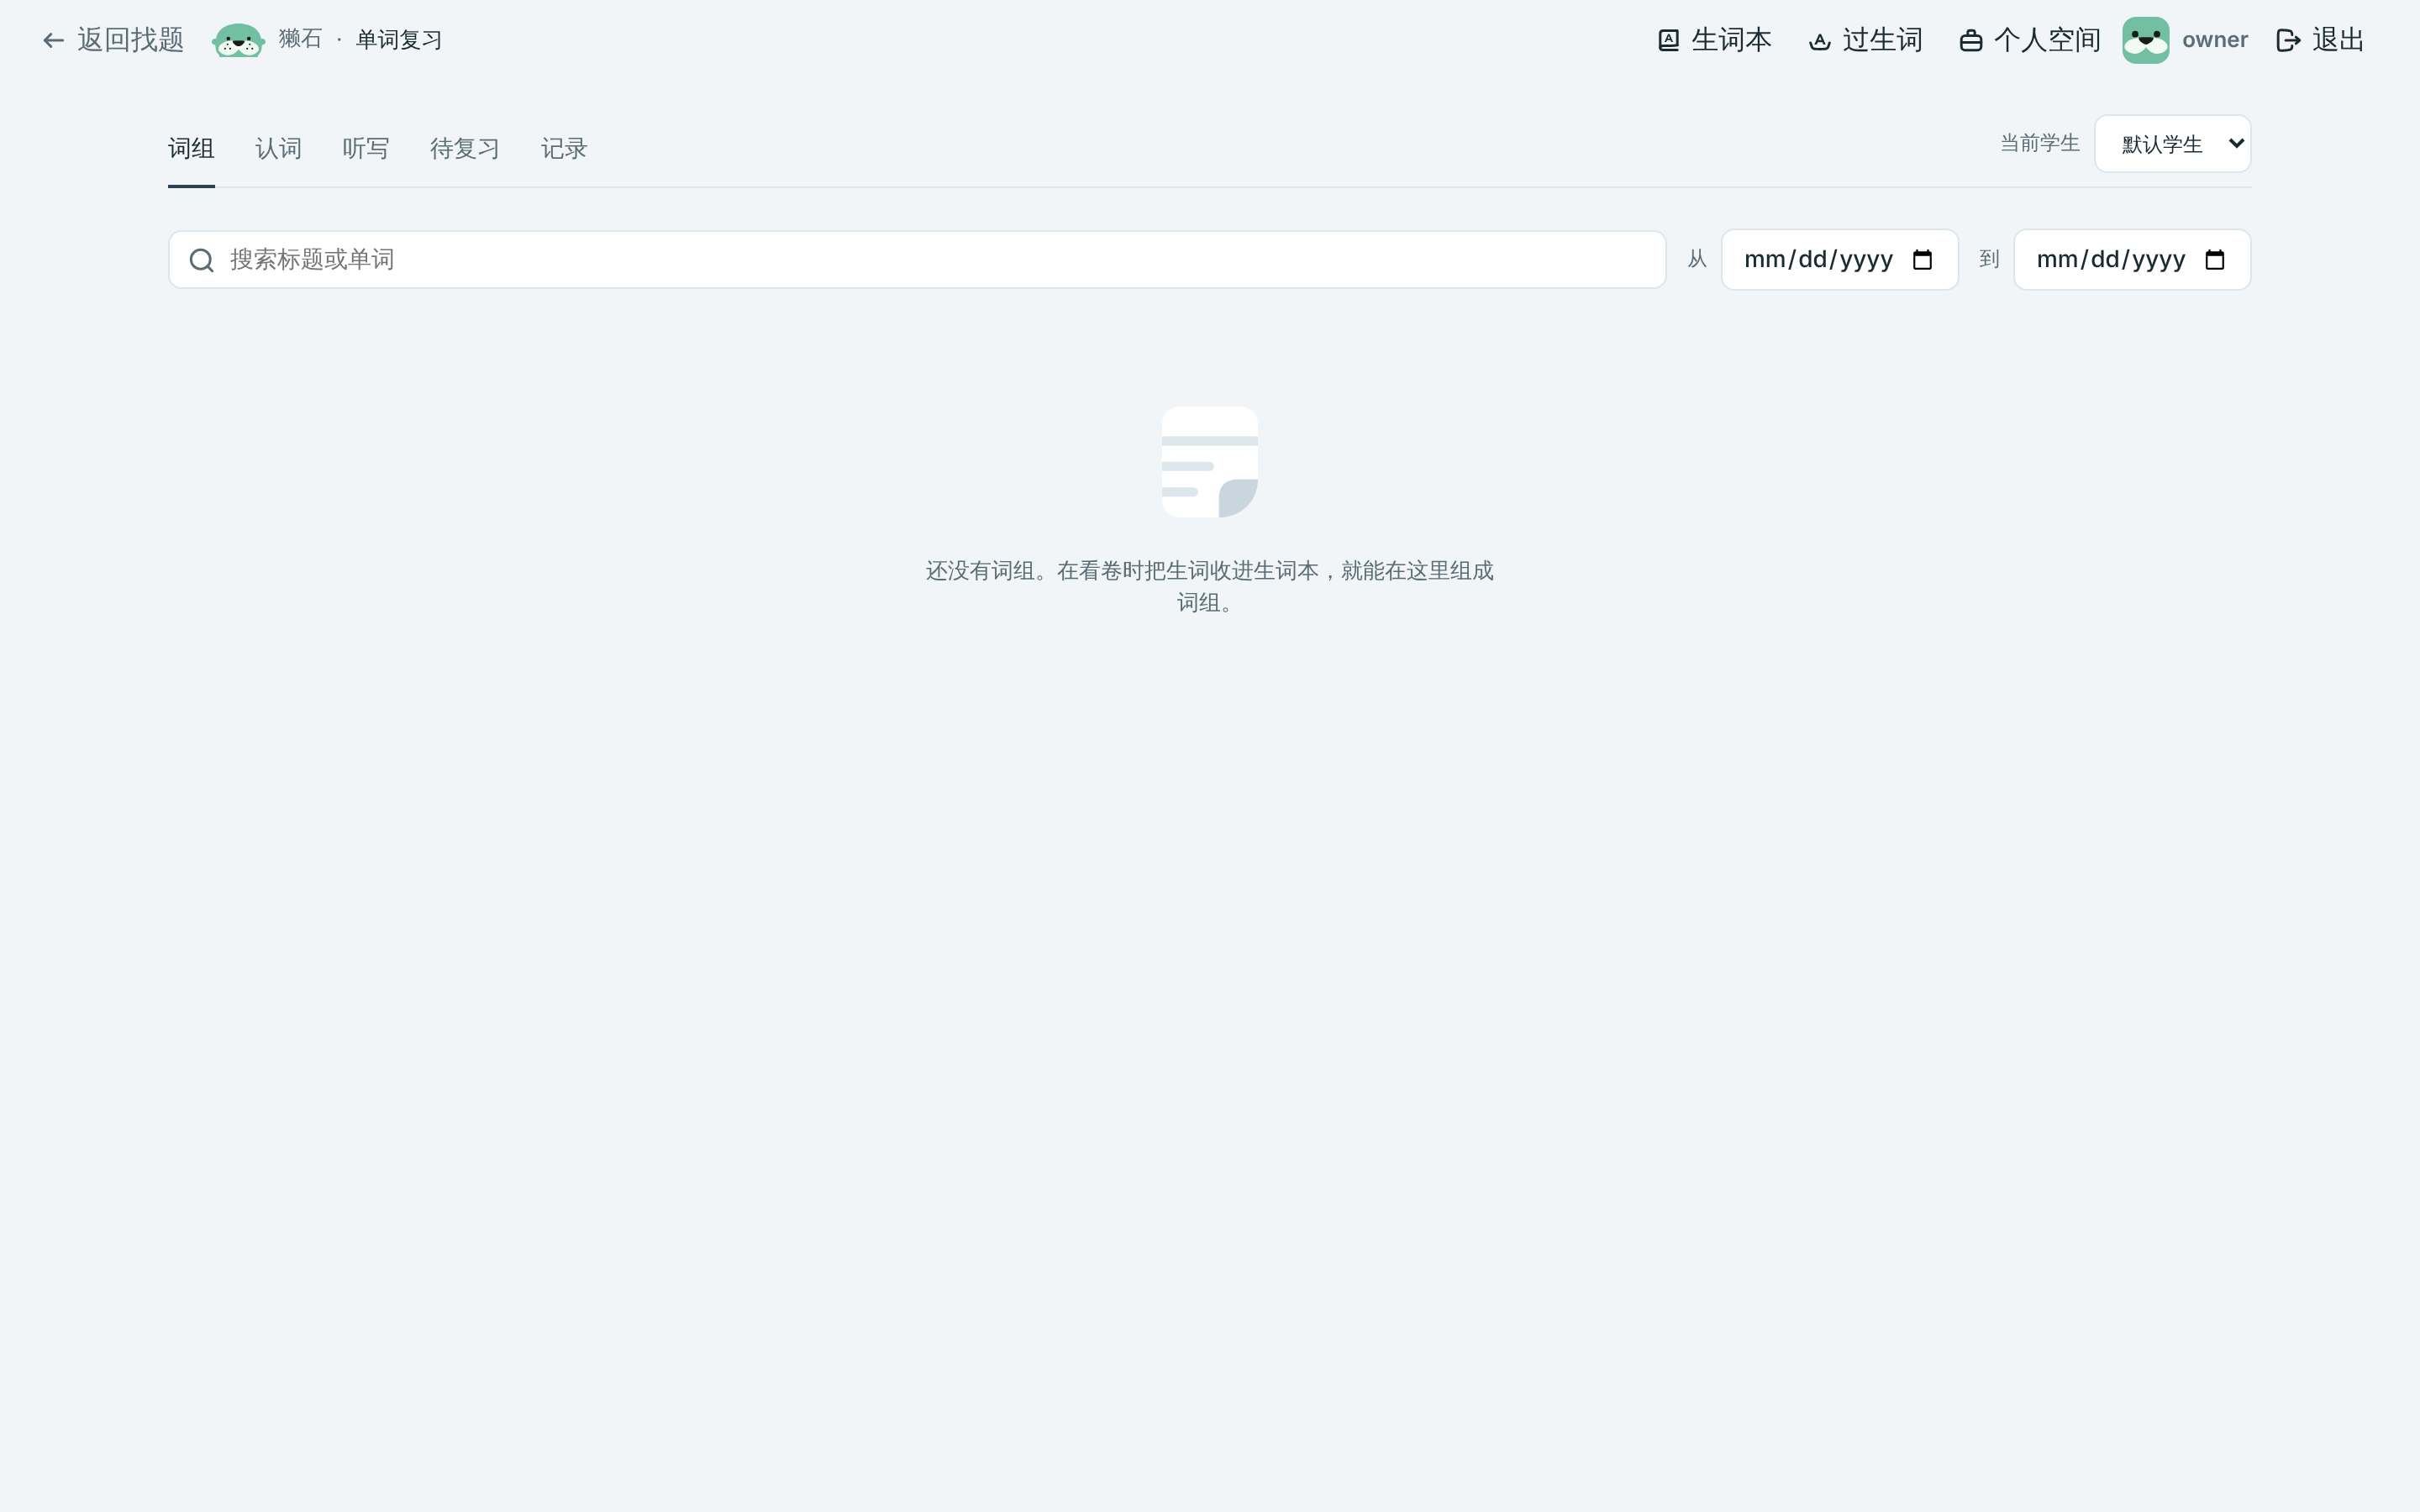 返回找题 獭石 · 单词复习 生词本 过生词 个人空间 owner 退出
词组 认词 听写 待复习 记录 当前学生 默认学生
搜索标题或单词 从 mm/dd/yyyy 到 mm/dd/yyyy
还没有词组。在看卷时把生词收进生词本，就能在这里组成
词组。